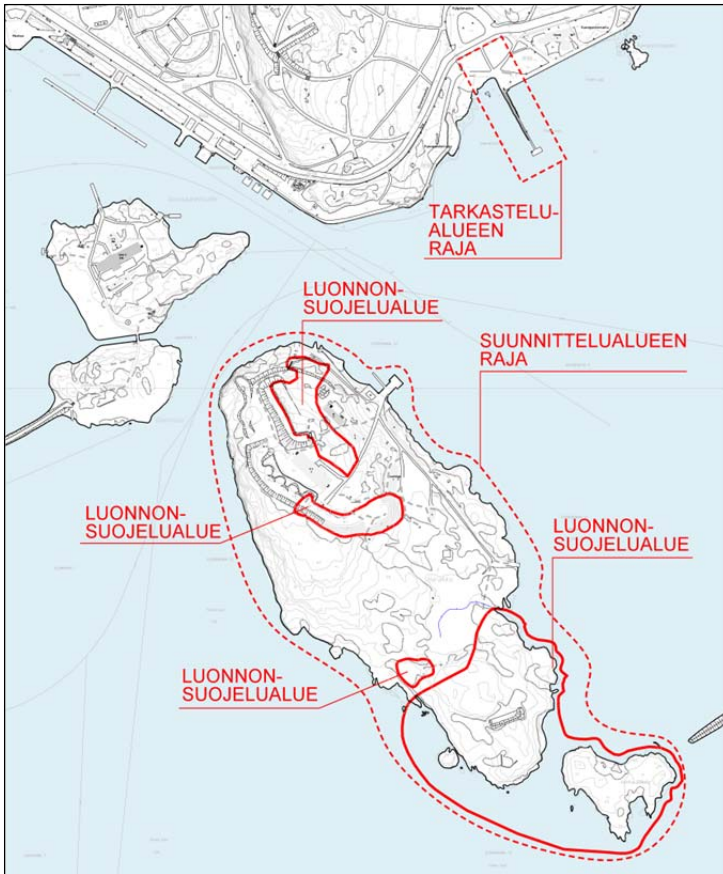 TARKASTELU-
ALUEEN
RAJA
LUONNON-
SUOJELUALUE
SUUNNITTELUALUEEN
RAJA
LUONNON-
SUOJELUALUE
LUONNON-
SUOJELUALUE
LUONNON-
SUOJELUALUE